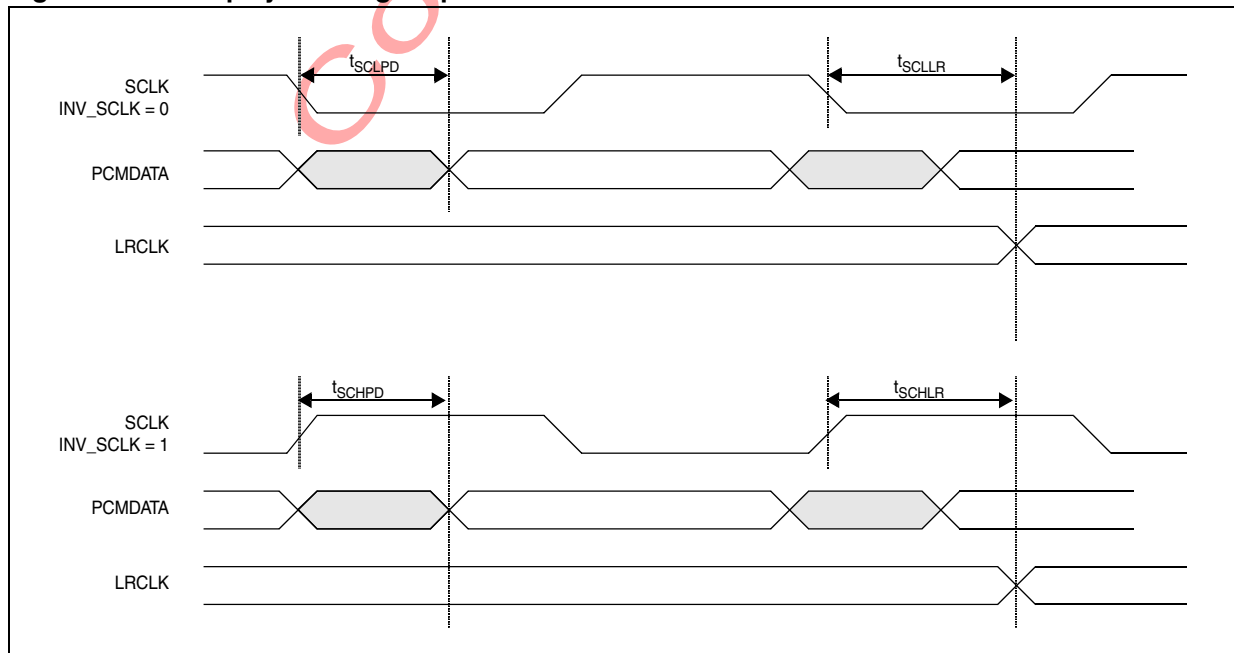 SCLK
INV_SCLK = 0
tSCLPD
tSCLLR
PCMDATA
LRCLK
SCLK
INV_SCLK = 1
tSCHPD
tSCHLR
PCMDATA
LRCLK